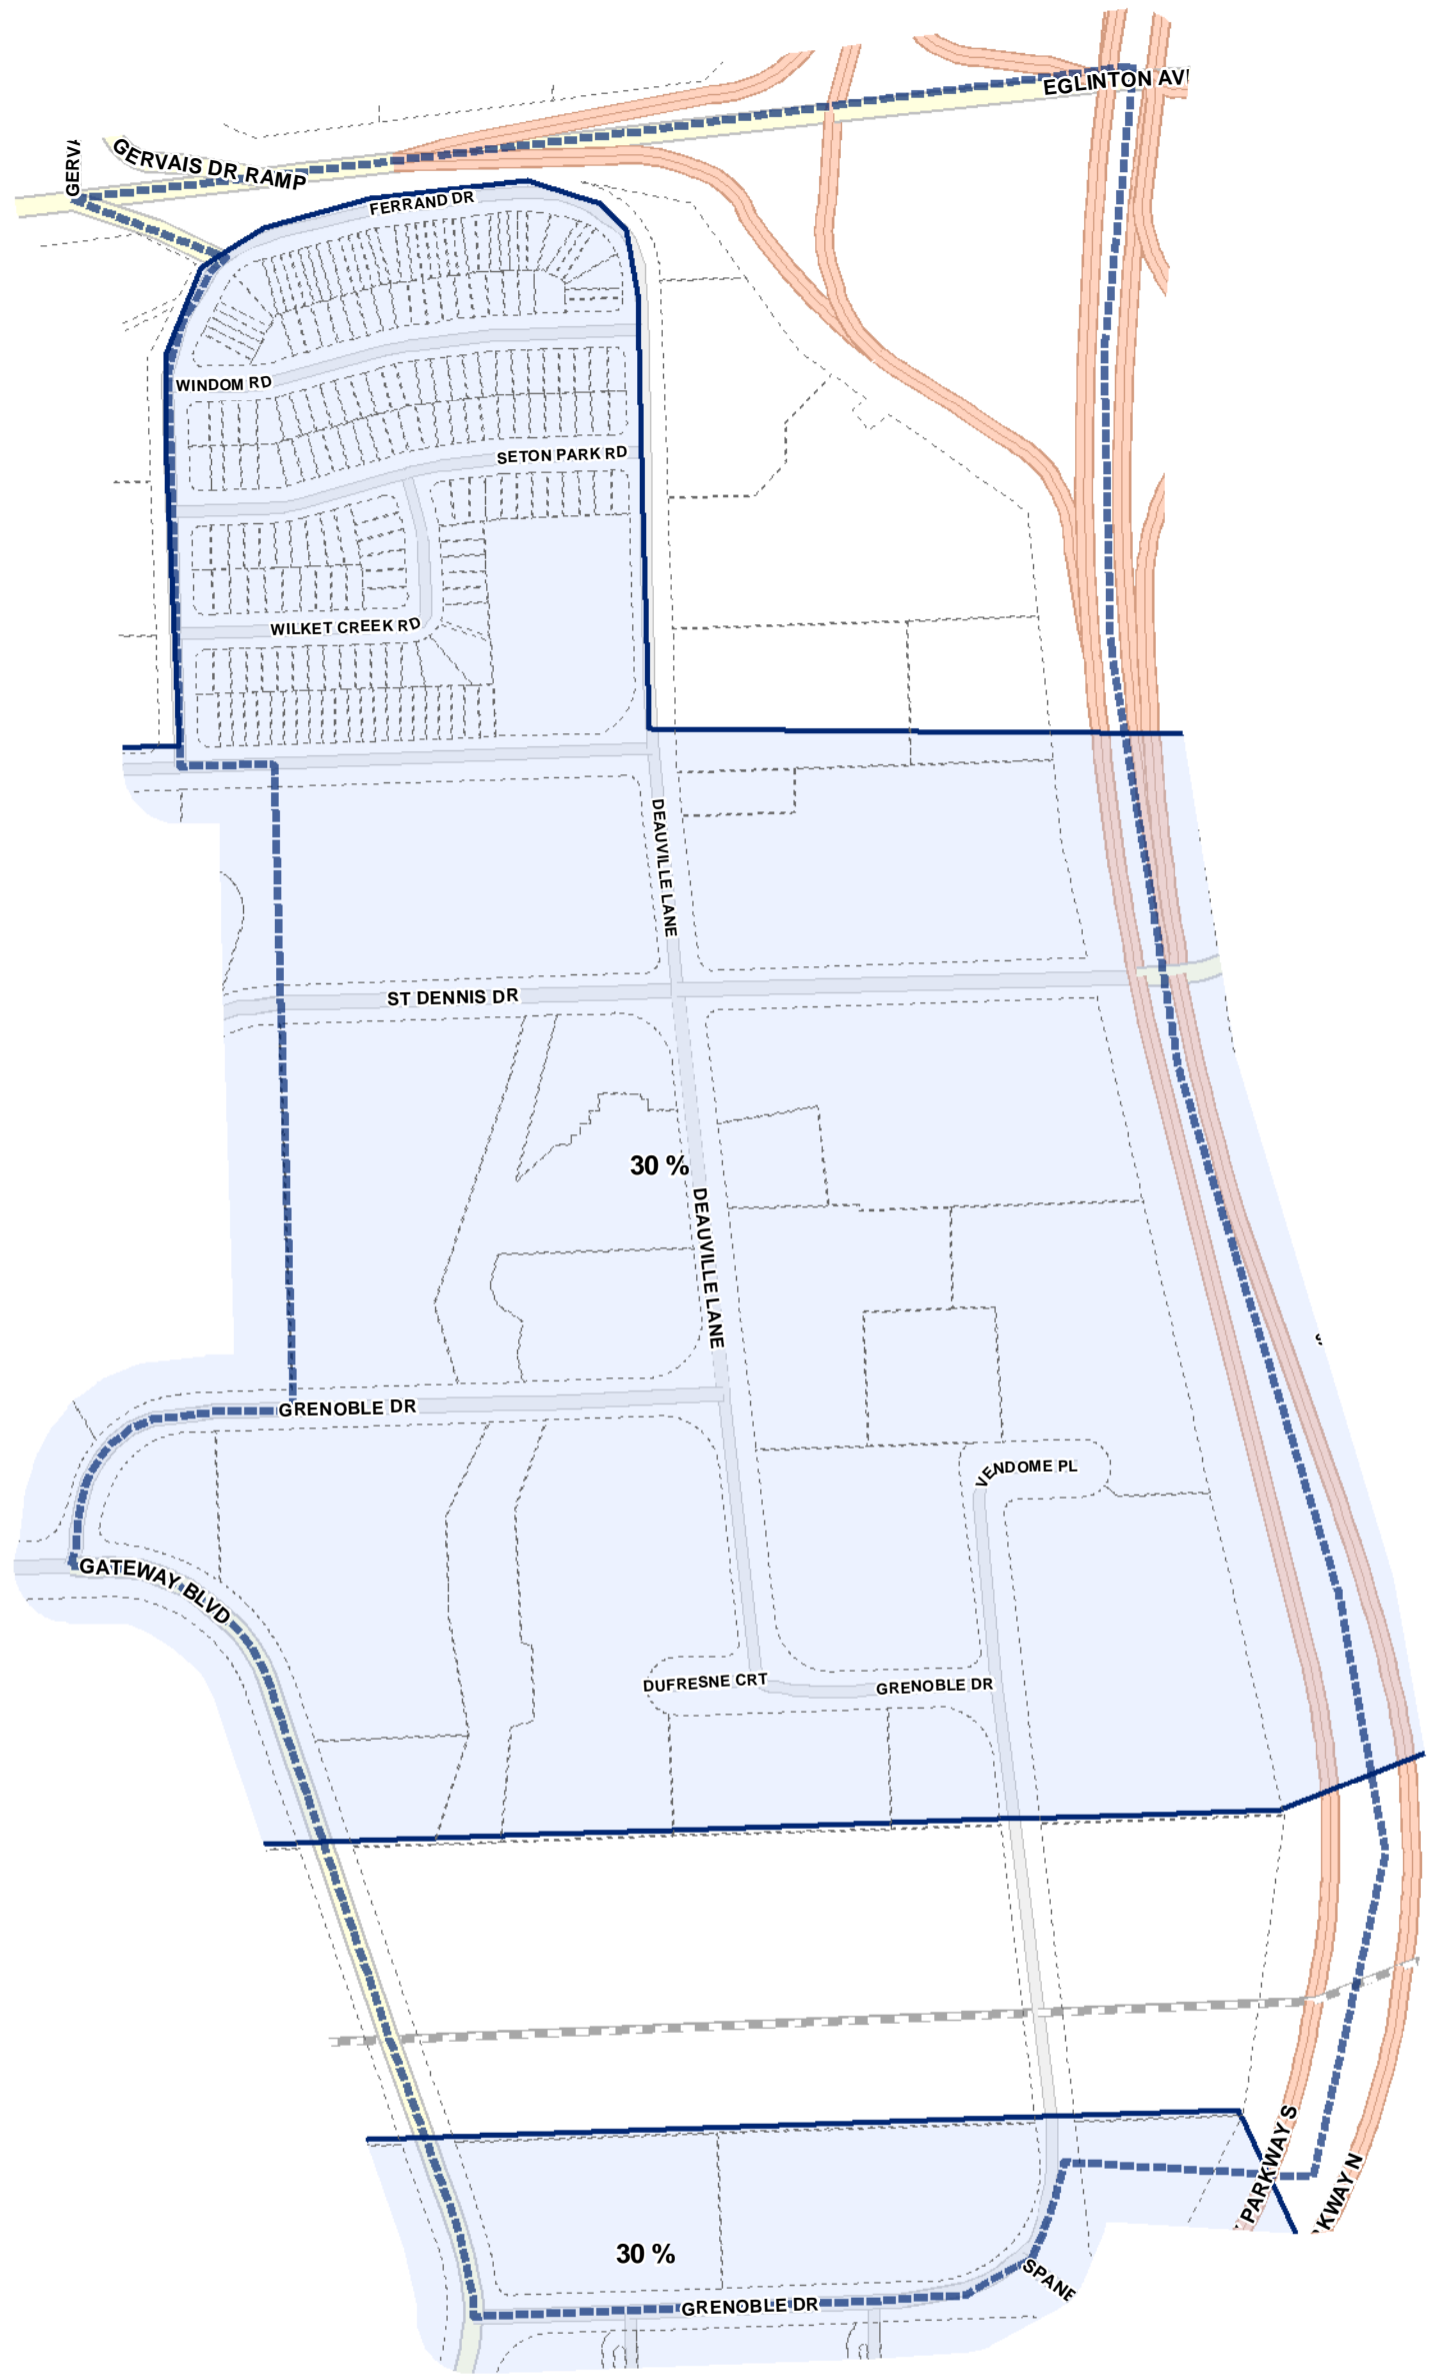 EGLINTON AV
GERVA
GERVAIS DR RAMP
FERRAND DR
WINDOM RD
SETON PARK RD
WILKET CREEK RD
DEAUVILLE LANE
ST DENNIS DR
30 %
DEAUVILLE LANE
GRENOBLE DR
VENDOME PL
GATEWAY BLVD
DUFRESNE CRT
GRENOBLE DR
PARKWAY S
KWAY N
30 %
SPANE
GRENOBLE DR